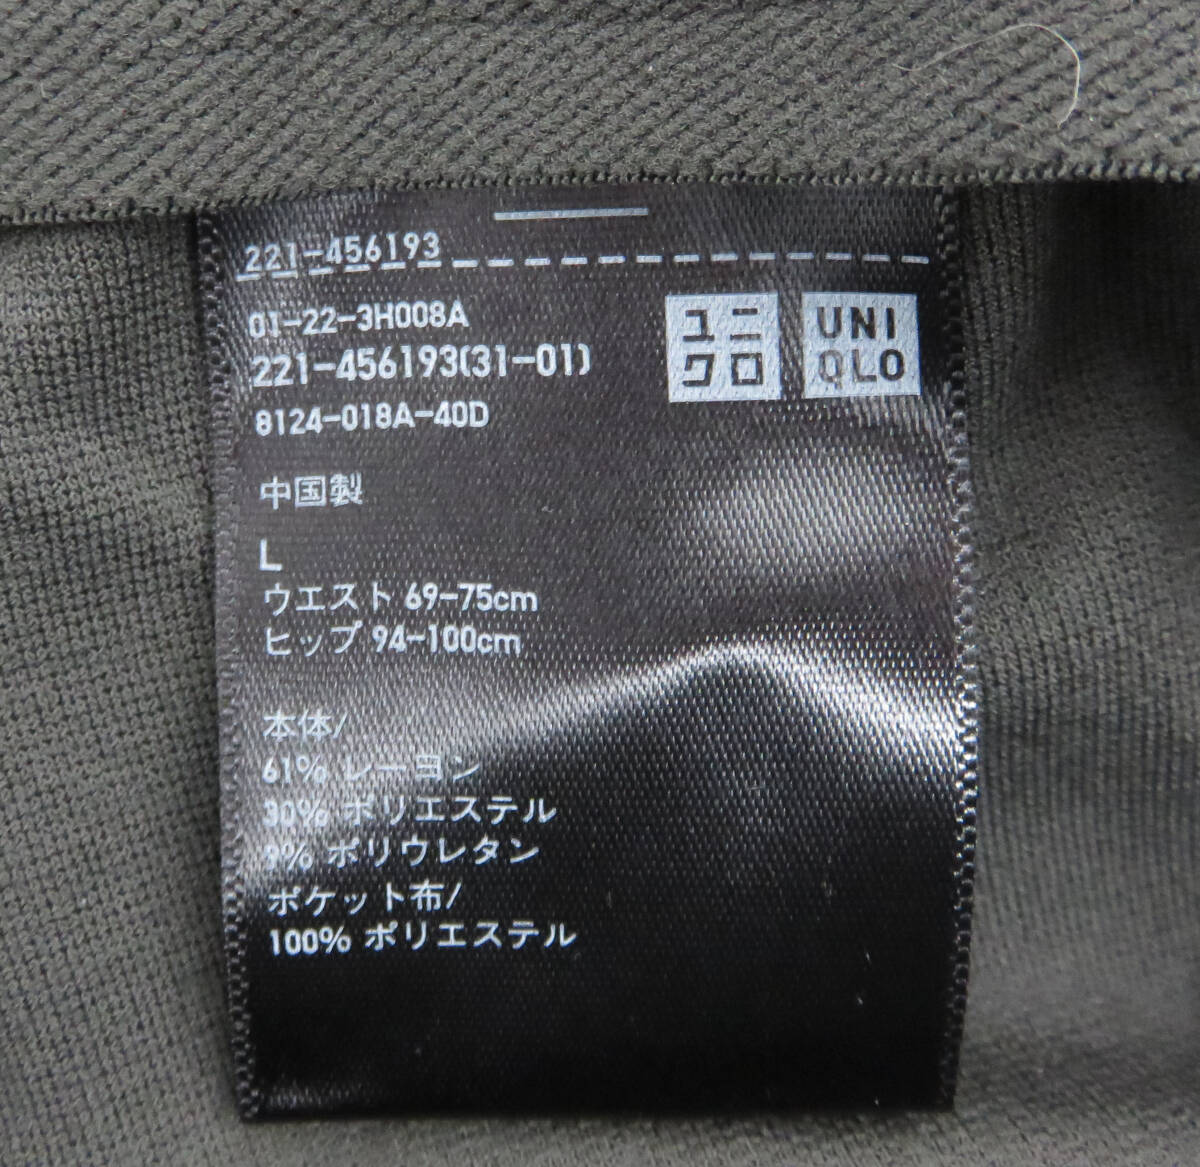 221-456193
01-22-3H008A
221-456193(31-01)
8124-018A-40D
ユニ
クロ
UNI
QLO
中国製
L
ウエスト 69-75cm
ヒップ 94-100cm
本体/
61% レーヨン
30% ポリエステル
9% ポリウレタン
ポケット布/
100% ポリエステル